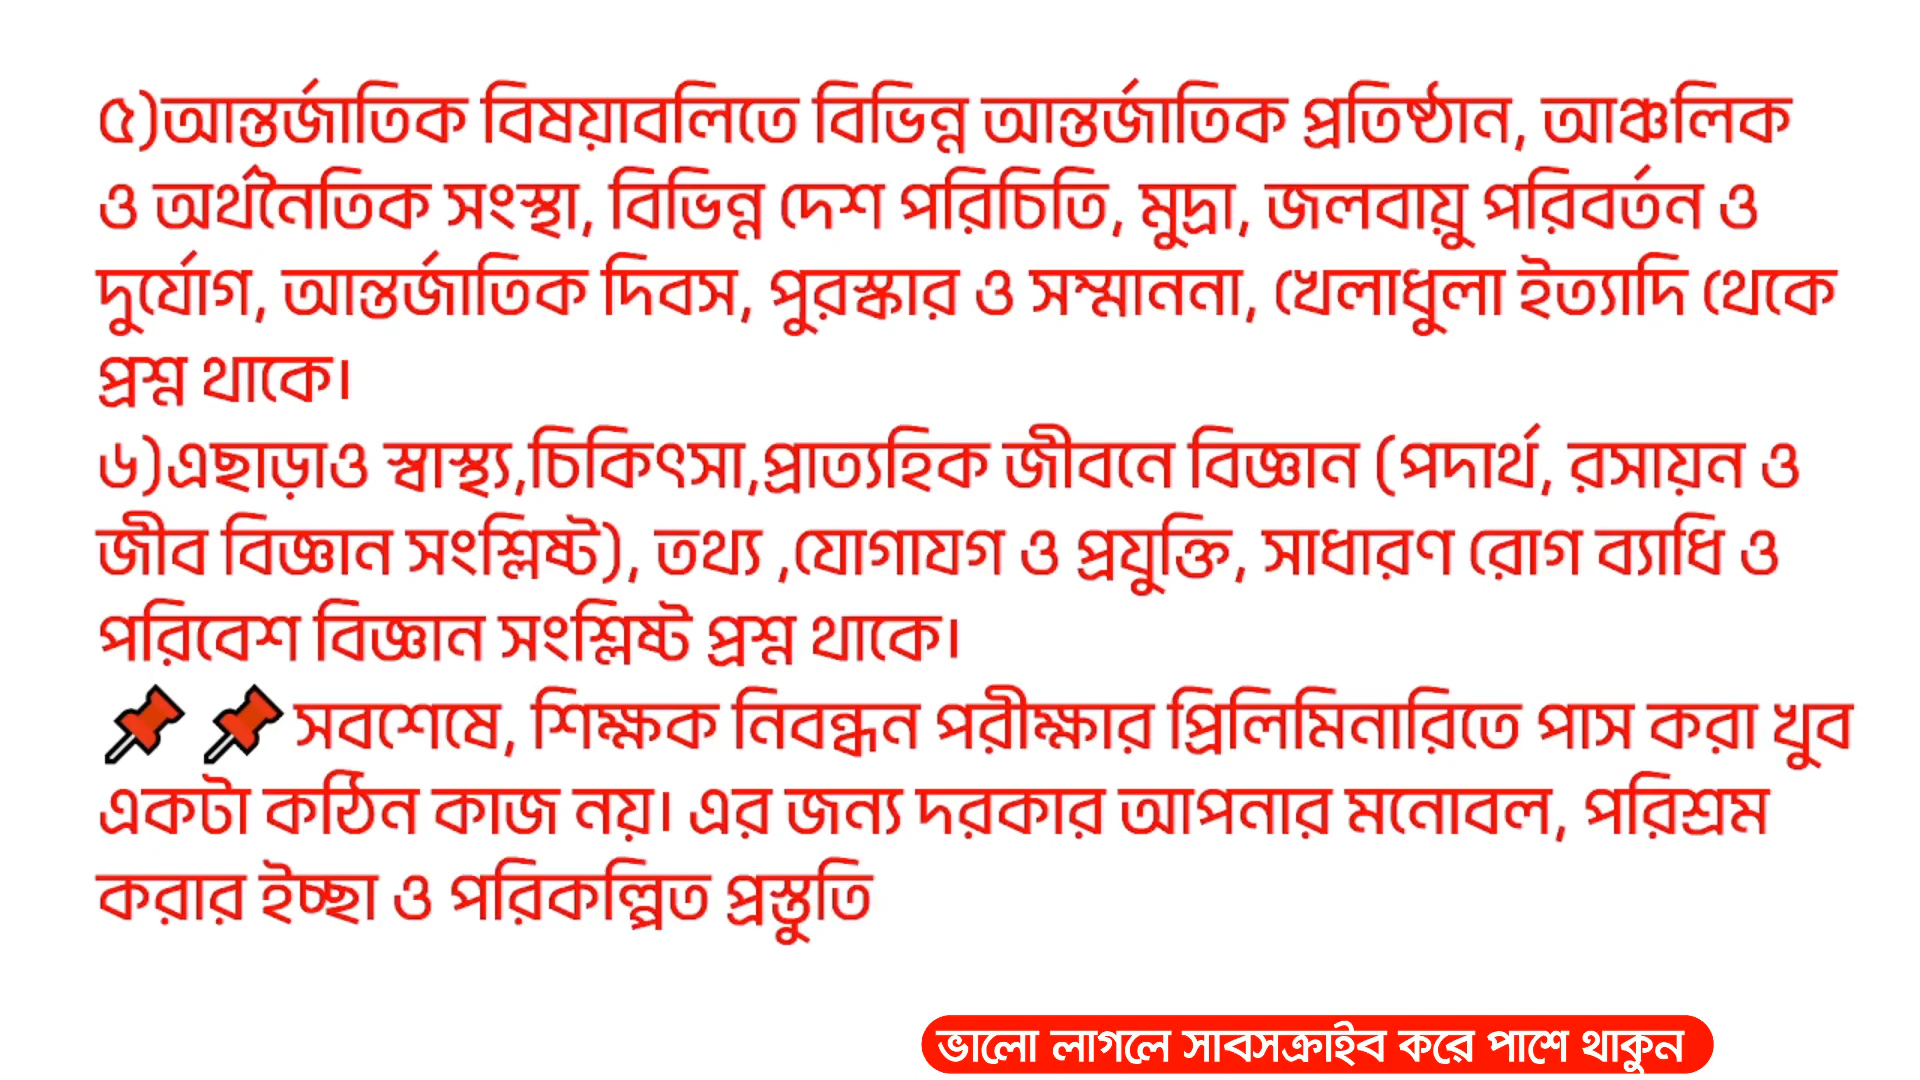 ৫)আন্তর্জাতিক বিষয়াবলিতে বিভিন্ন আন্তর্জাতিক প্রতিষ্ঠান, আঞ্চলিক
ও অর্থনৈতিক সংস্থা, বিভিন্ন দেশ পরিচিতি, মুদ্রা, জলবায়ু পরিবর্তন ও
দুর্যোগ, আন্তর্জাতিক দিবস, পুরস্কার ও সম্মাননা, খেলাধুলা ইত্যাদি থেকে
প্রশ্ন থাকে।
৬)এছাড়াও স্বাস্থ্য,চিকিৎসা,প্রাত্যহিক জীবনে বিজ্ঞান (পদার্থ, রসায়ন ও
জীব বিজ্ঞান সংশ্লিষ্ট), তথ্য ,যোগাযগ ও প্রযুক্তি, সাধারণ রোগ ব্যাধি ও
পরিবেশ বিজ্ঞান সংশ্লিষ্ট প্রশ্ন থাকে।
📌 📌 সবশেষে, শিক্ষক নিবন্ধন পরীক্ষার প্রিলিমিনারিতে পাস করা খুব
একটা কঠিন কাজ নয়। এর জন্য দরকার আপনার মনোবল, পরিশ্রম
করার ইচ্ছা ও পরিকল্পিত প্রস্তুতি
ভালো লাগলে সাবসক্রাইব করে পাশে থাকুন